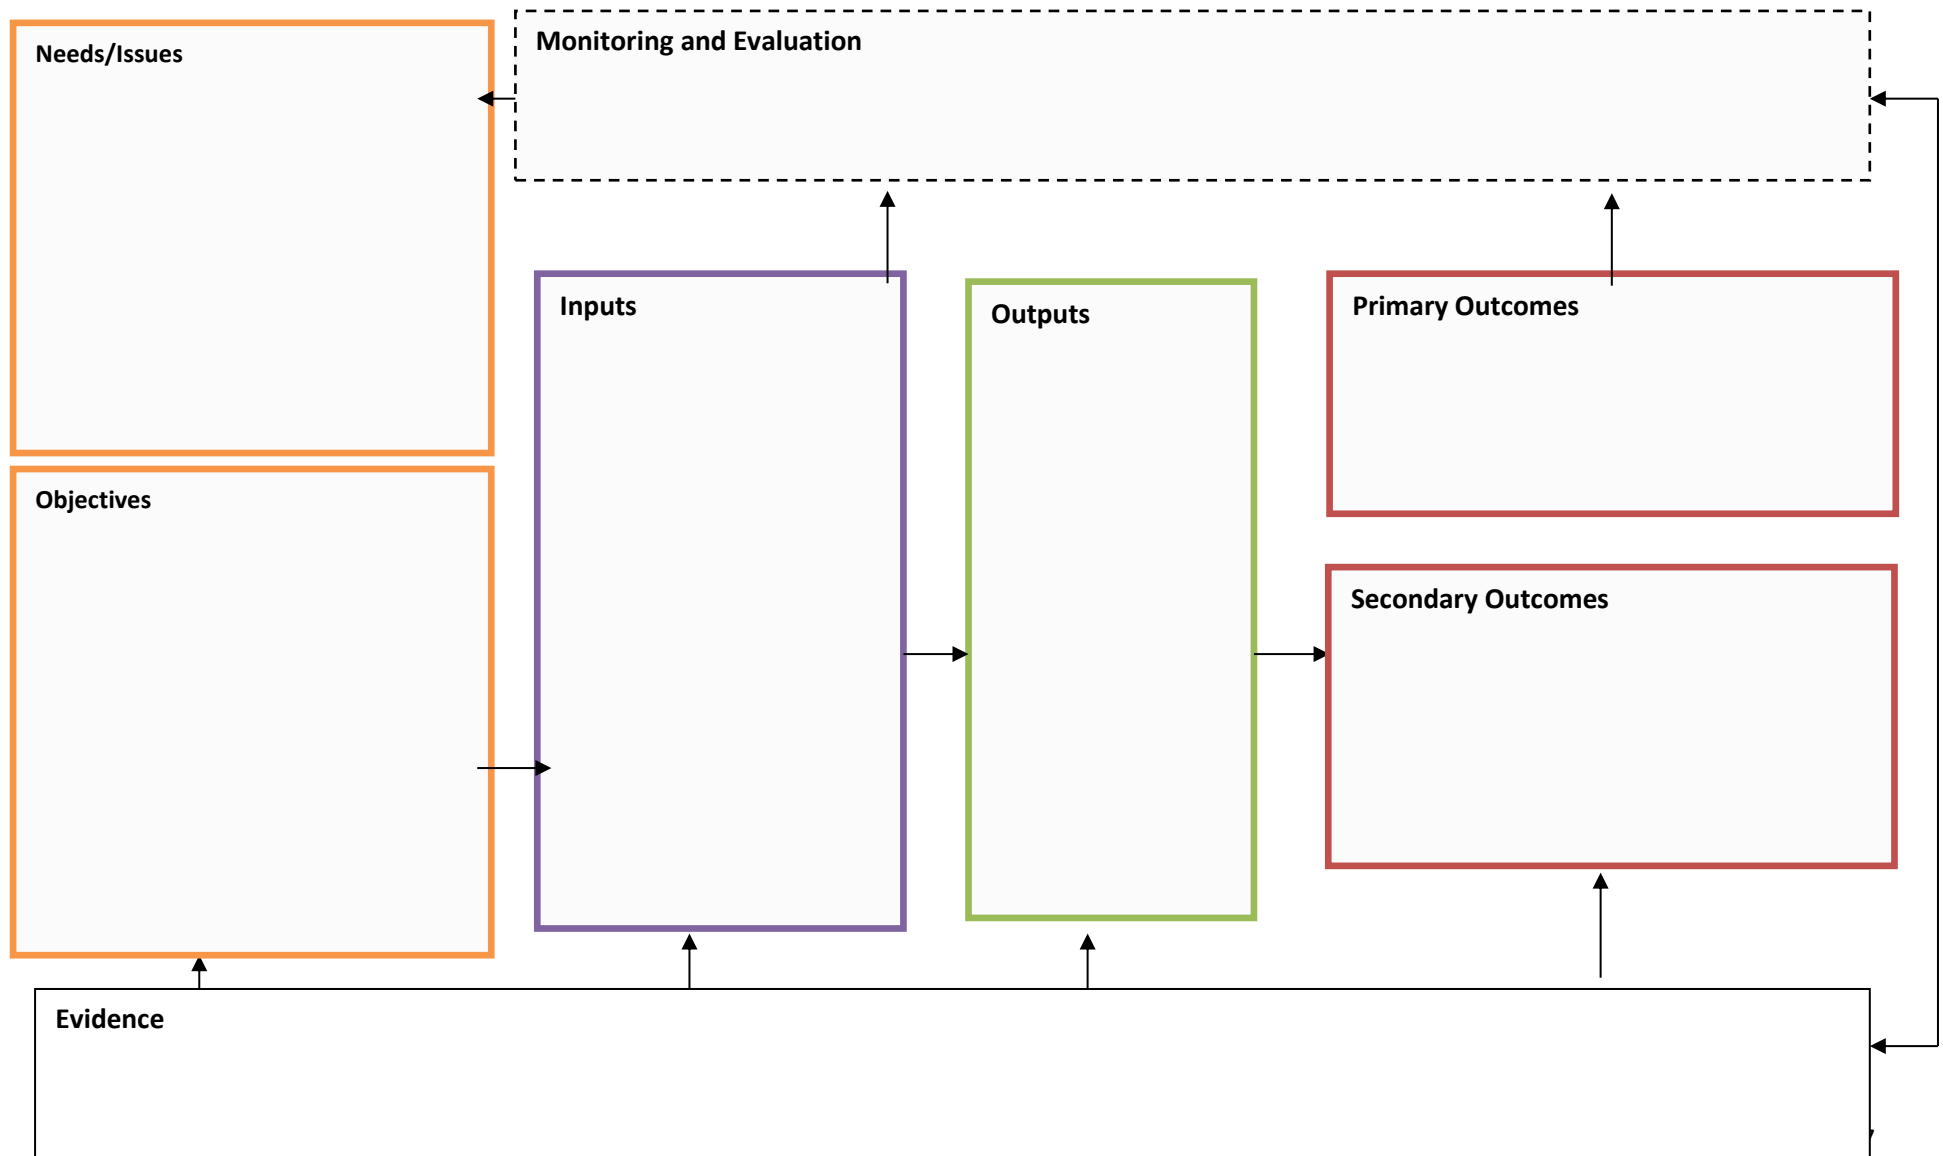 Needs/Issues
Monitoring and Evaluation
Inputs
Outputs
Primary Outcomes
Objectives
Secondary Outcomes
Evidence